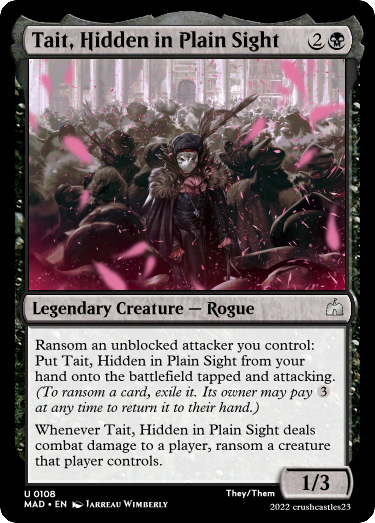 Tait, Hidden in Plain Sight 2
Legendary Creature — Rogue
Ransom an unblocked attacker you control:
Put Tait, Hidden in Plain Sight from your
hand onto the battlefield tapped and attacking.
(To ransom a card, exile it. Its owner may pay 3
at any time to return it to their hand.)
Whenever Tait, Hidden in Plain Sight deals
combat damage to a player, ransom a creature
that player controls.
1/3
U 0108
They/Them
MAD • EN Jarreau Wimberly
2022 crushcastles23